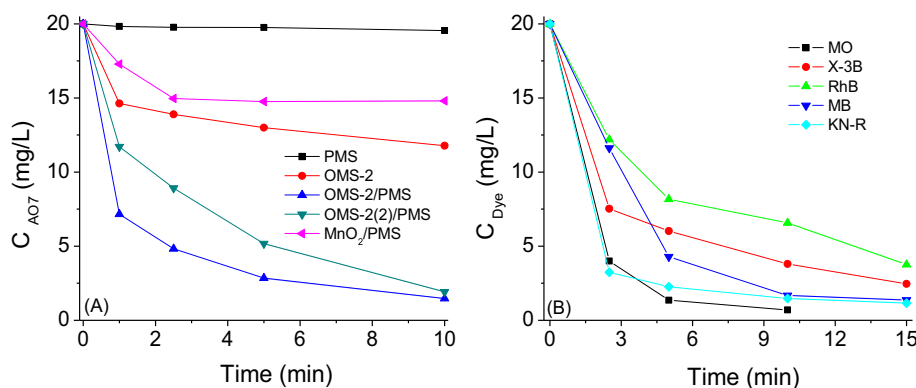 20
15
10
5
0
C AO7 (mg/L)
PMS
OMS-2
OMS-2/PMS
OMS-2(2)/PMS
MnO2/PMS
(A)
0 2 4 6 8 10
Time (min)
20
15
10
5
0
C Dye (mg/L)
MO
X-3B
RhB
MB
KN-R
(B)
0 3 6 9 12 15
Time (min)